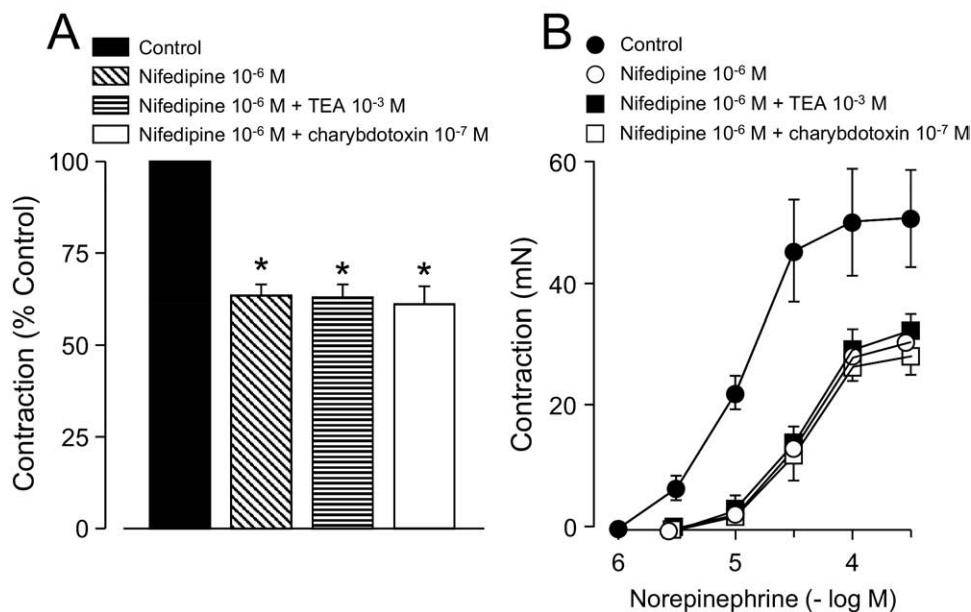 A
Control
Nifedipine 10⁻⁶ M
Nifedipine 10⁻⁶ M + TEA 10⁻³ M
Nifedipine 10⁻⁶ M + charybdotoxin 10⁻⁷ M
Contraction (% Control)
100
75
50
25
0
* * *
B
Control
Nifedipine 10⁻⁶ M
Nifedipine 10⁻⁶ M + TEA 10⁻³ M
Nifedipine 10⁻⁶ M + charybdotoxin 10⁻⁷ M
Contraction (mN)
60
40
20
0
6 5 4
Norepinephrine (- log M)